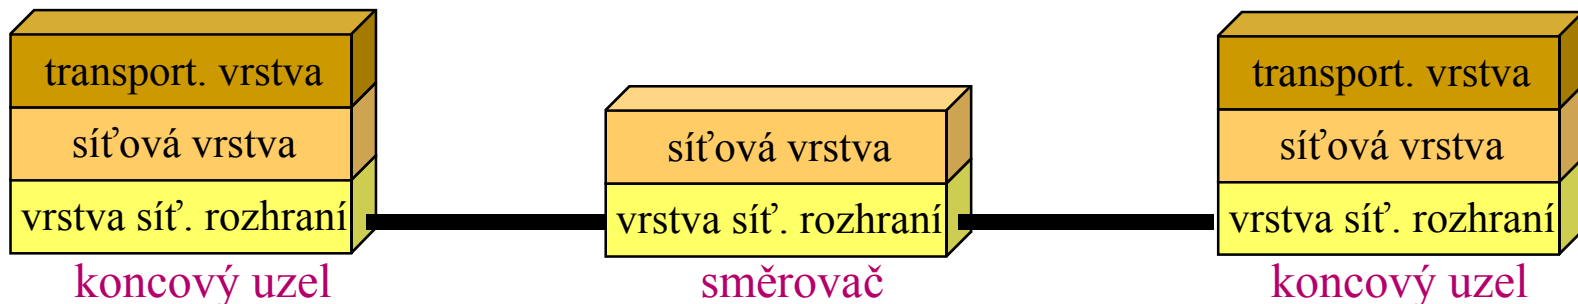 transport. vrstva
síťová vrstva
vrstva síť. rozhraní
koncový uzel
síťová vrstva
vrstva síť. rozhraní
směrovač
transport. vrstva
síťová vrstva
vrstva síť. rozhraní
koncový uzel